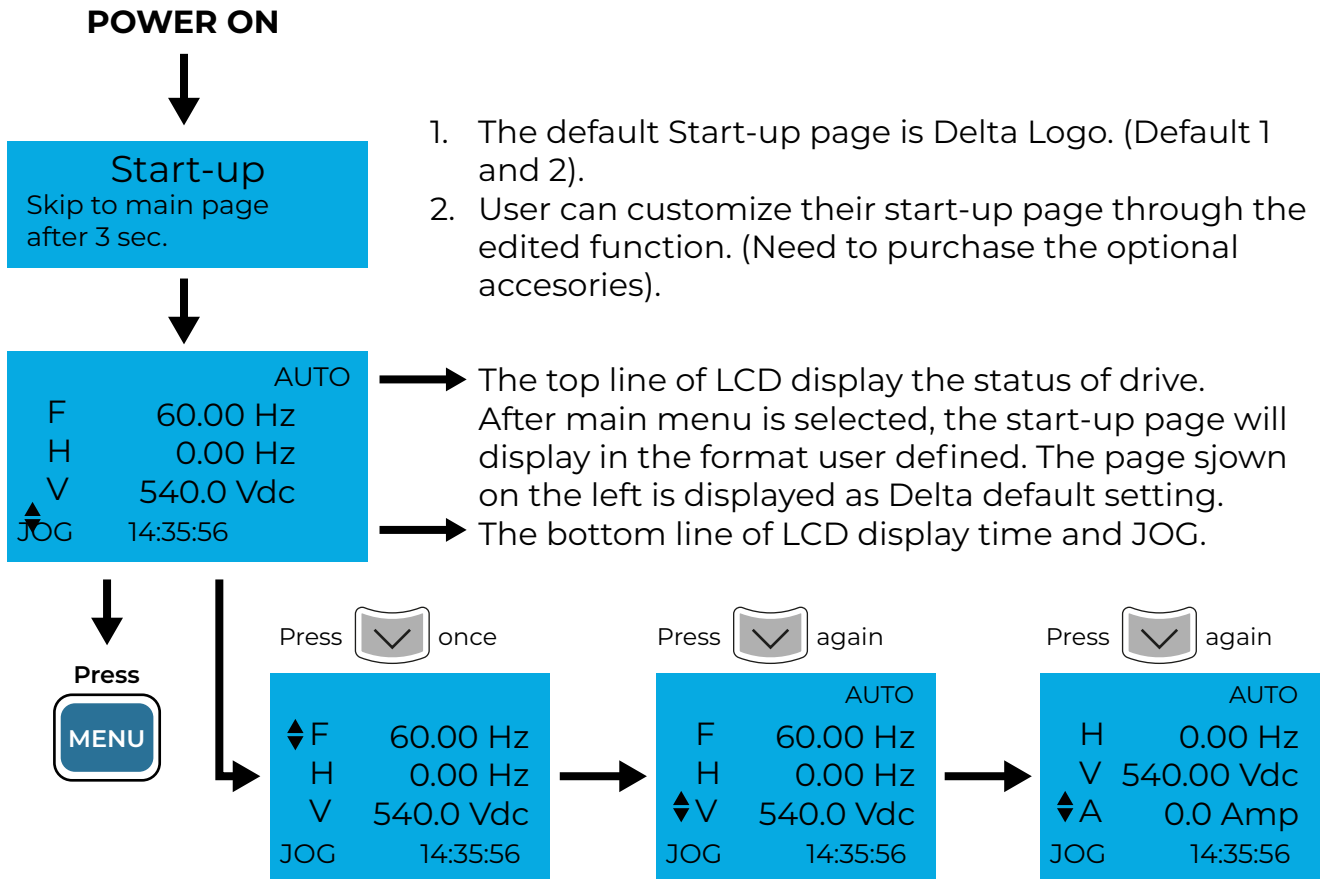 POWER ON
Start-up
Skip to main page
after 3 sec.
1. The default Start-up page is Delta Logo. (Default 1
and 2).
2. User can customize their start-up page through the
edited function. (Need to purchase the optional
accesories).
AUTO
F 60.00 Hz
H 0.00 Hz
V 540.0 Vdc
JOG 14:35:56
The top line of LCD display the status of drive.
After main menu is selected, the start-up page will
display in the format user defined. The page sjown
on the left is displayed as Delta default setting.
The bottom line of LCD display time and JOG.
Press
MENU
Press once
F 60.00 Hz
H 0.00 Hz
V 540.0 Vdc
JOG 14:35:56
Press again
AUTO
F 60.00 Hz
H 0.00 Hz
V 540.0 Vdc
JOG 14:35:56
Press again
AUTO
H 0.00 Hz
V 540.00 Vdc
A 0.0 Amp
JOG 14:35:56